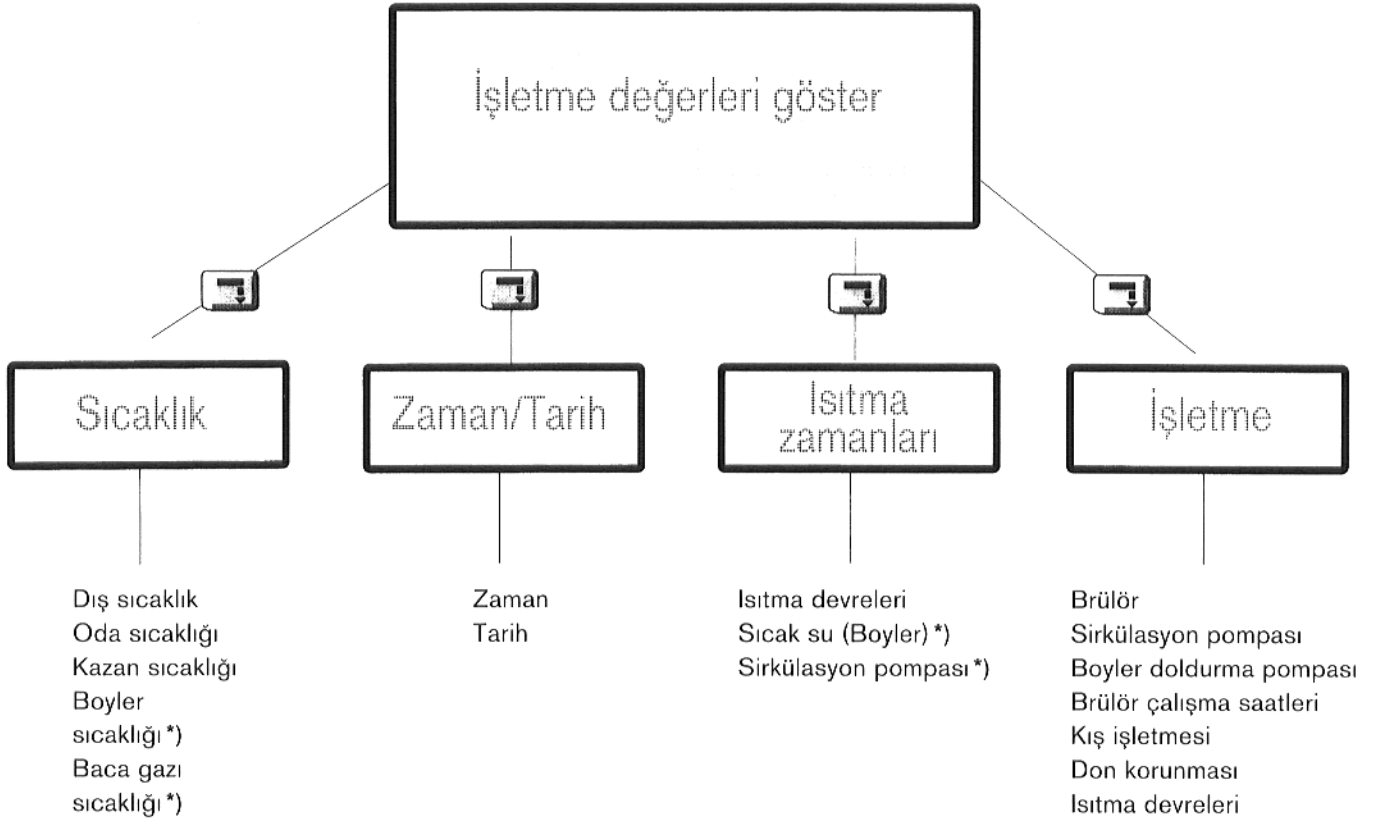 İşletme değerleri göster
Sıcaklık
Zaman/Tarih
Isıtma
zamanları
İşletme
Dış sıcaklık
Oda sıcaklığı
Kazan sıcaklığı
Boyler
sıcaklığı *)
Baca gazı
sıcaklığı *)
Zaman
Tarih
Isıtma devreleri
Sıcak su (Boyler) *)
Sirkülasyon pompası *)
Brülör
Sirkülasyon pompası
Boyler doldurma pompası
Brülör çalışma saatleri
Kış işletmesi
Don korunması
Isıtma devreleri